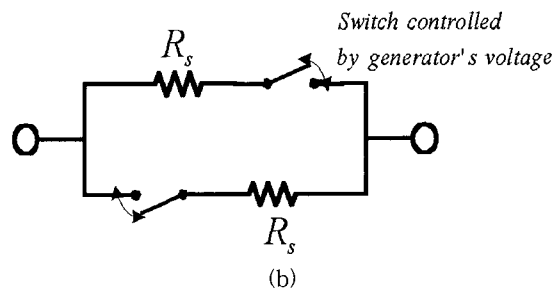 Switch controlled
by generator's voltage
R_s
R_s
(b)